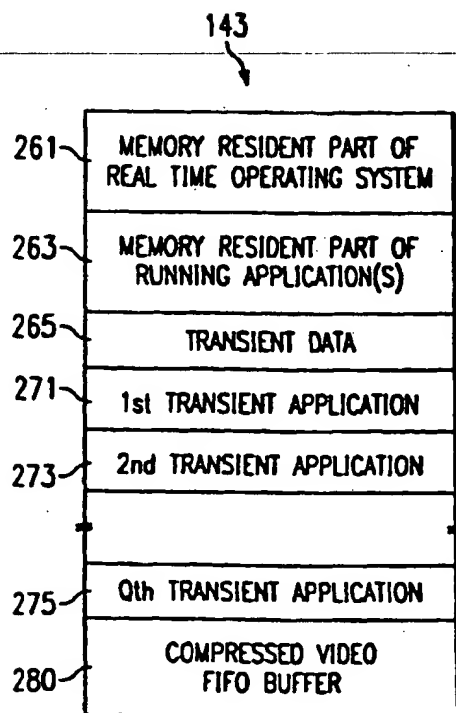 143
261
MEMORY RESIDENT PART OF
REAL TIME OPERATING SYSTEM
263
MEMORY RESIDENT PART OF
RUNNING APPLICATION(S)
265
TRANSIENT DATA
271
1st TRANSIENT APPLICATION
273
2nd TRANSIENT APPLICATION
275
Qth TRANSIENT APPLICATION
280
COMPRESSED VIDEO
FIFO BUFFER